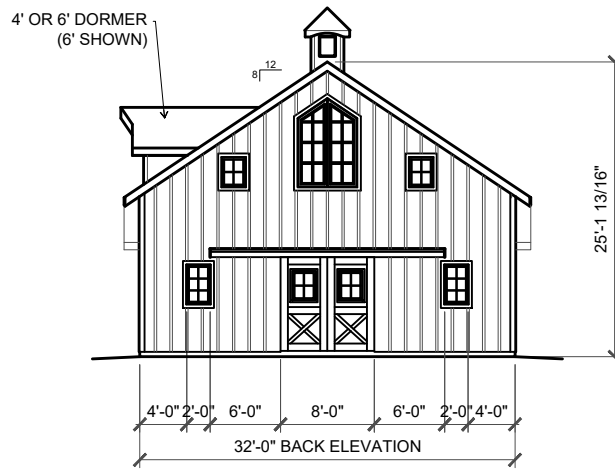 4' OR 6' DORMER
(6' SHOWN)
12
8
25'-1 13/16"
4'-0" 2'-0" 6'-0" 8'-0" 6'-0" 2'-0" 4'-0"
32'-0" BACK ELEVATION